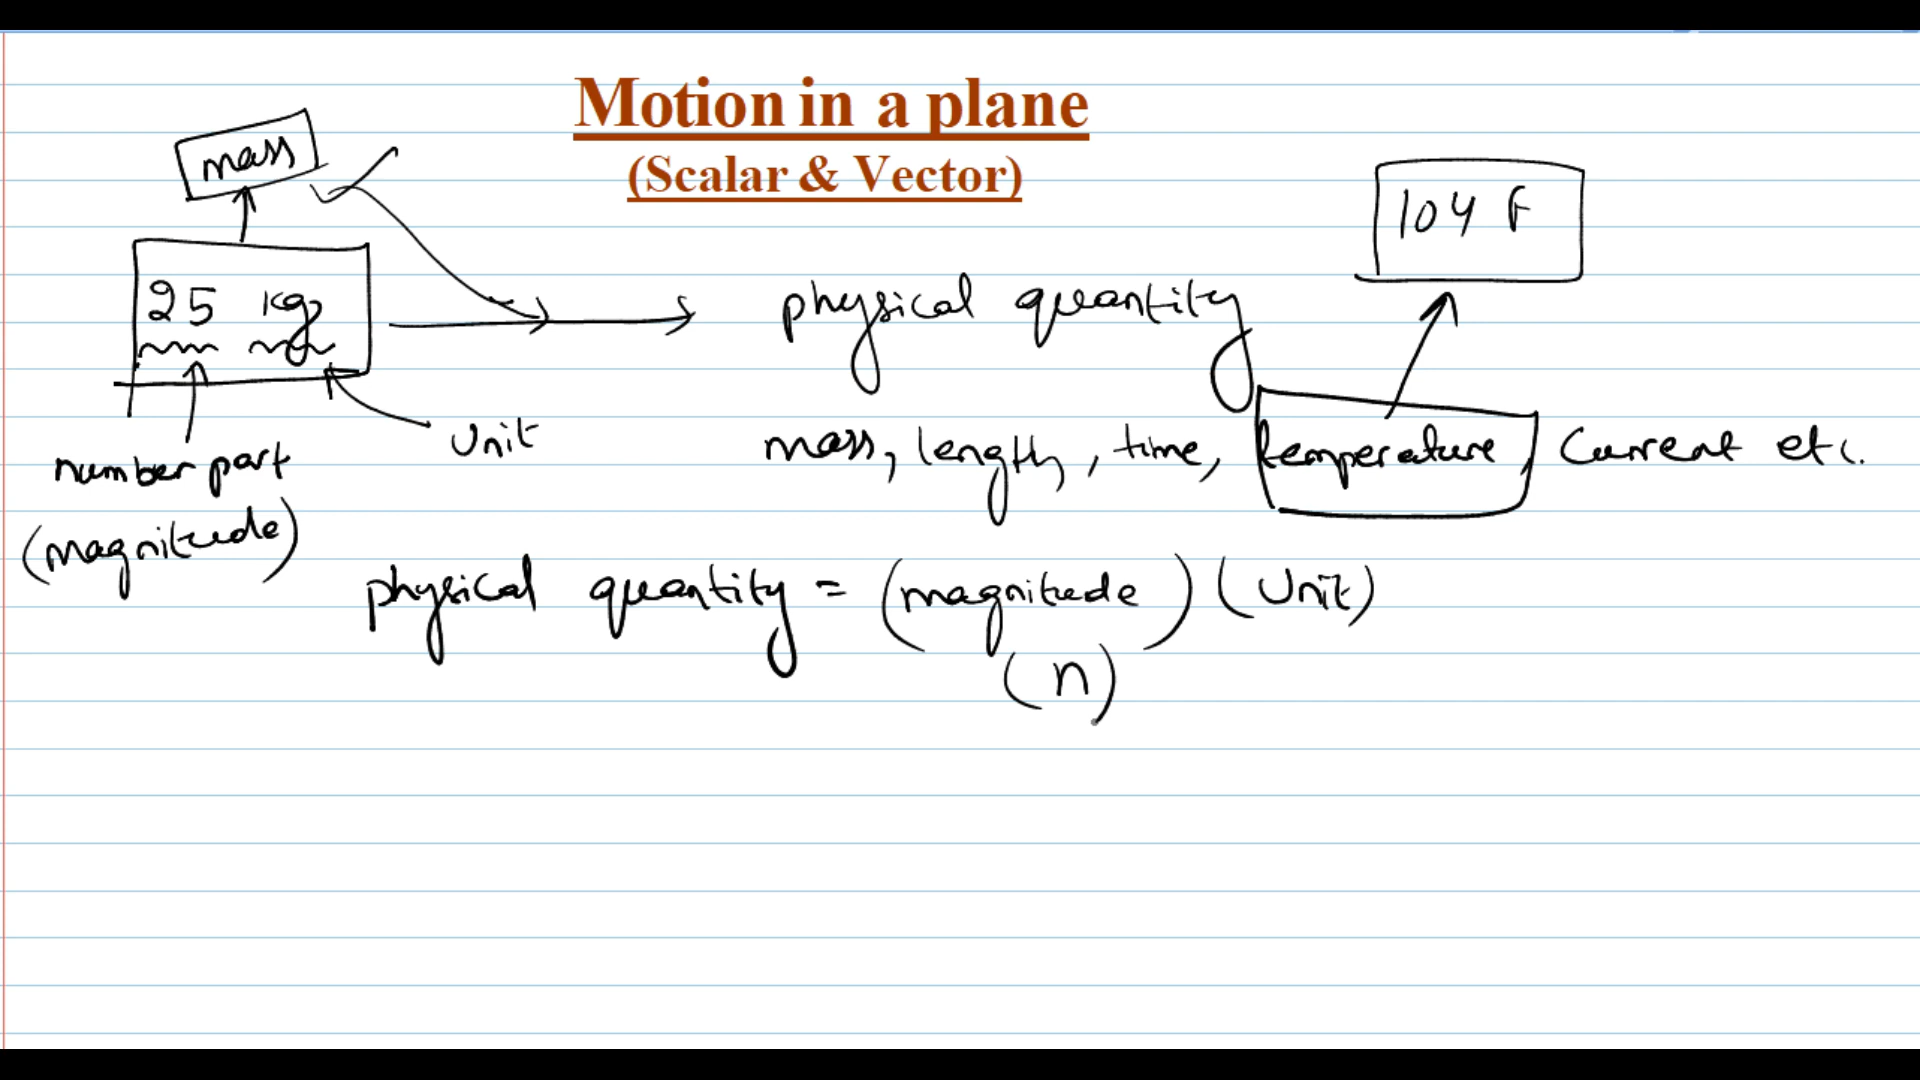 Motion in a plane
(Scalar & Vector)
mass
104 F
25 kg
physical quantity
unit
mass, length, time, temperature, current etc.
number part
(magnitude)
physical quantity = (magnitude) (unit)
(n)